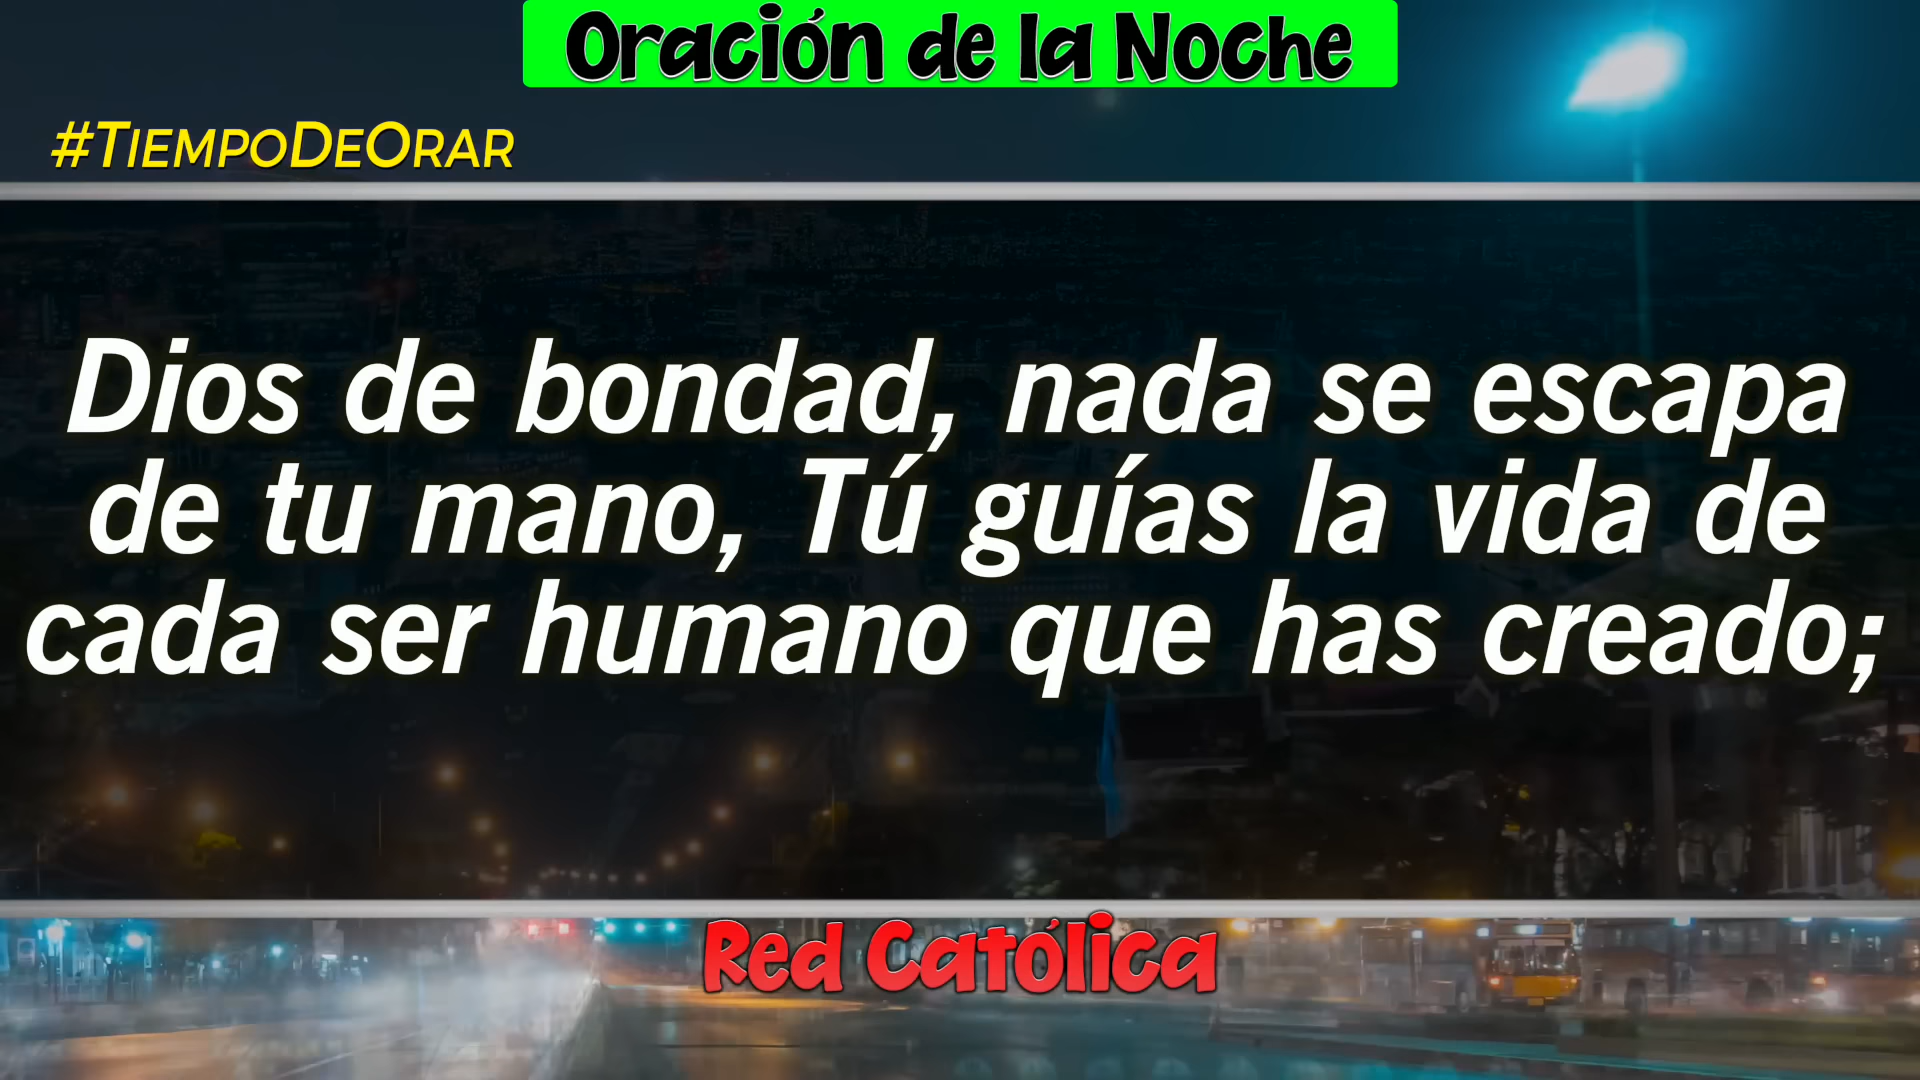 Oración de la Noche
#TIEMPODEORAR
Dios de bondad, nada se escapa
de tu mano, Tú guías la vida de
cada ser humano que has creado;
Red Católica